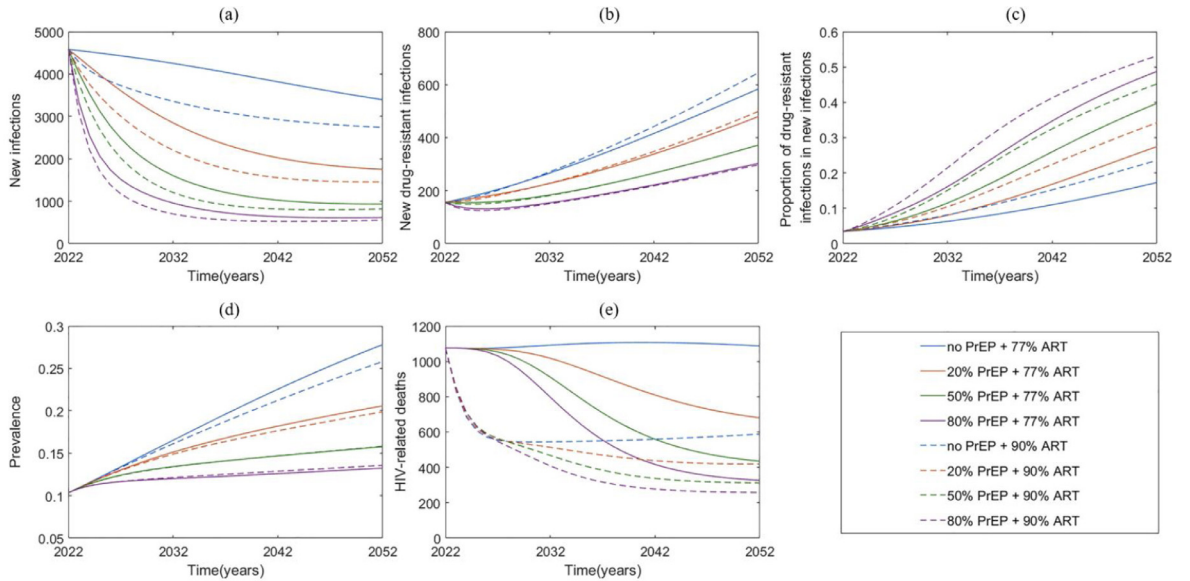 (a)
New infections
5000
4000
3000
2000
1000
0
2022
2032
2042
2052
Time(years)
(b)
New drug-resistant infections
800
600
400
200
0
2022
2032
2042
2052
Time(years)
(c)
Proportion of drug-resistant
infections in new infections
0.6
0.5
0.4
0.3
0.2
0.1
0
2022
2032
2042
2052
Time(years)
(d)
Prevalence
0.3
0.25
0.2
0.15
0.1
0.05
2022
2032
2042
2052
Time(years)
(e)
HIV-related deaths
1200
1000
800
600
400
200
0
2022
2032
2042
2052
Time(years)
no PrEP + 77% ART
20% PrEP + 77% ART
50% PrEP + 77% ART
80% PrEP + 77% ART
no PrEP + 90% ART
20% PrEP + 90% ART
50% PrEP + 90% ART
80% PrEP + 90% ART